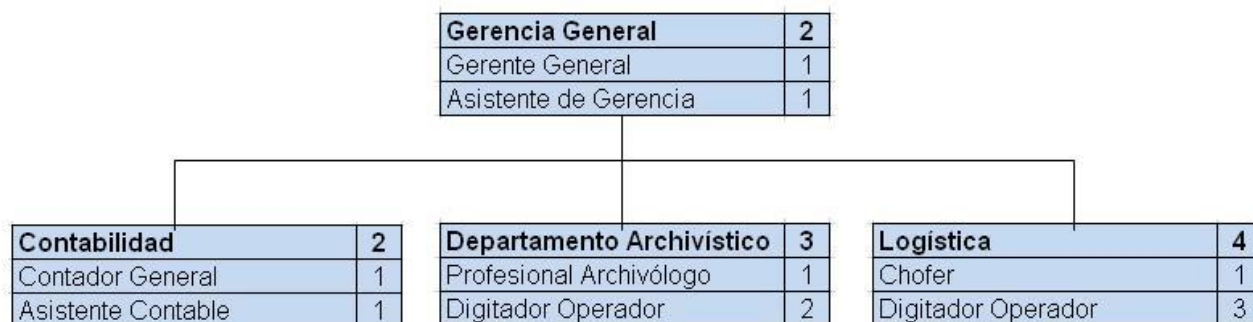 Gerencia General 2
Gerente General 1
Asistente de Gerencia 1
Contabilidad 2
Contador General 1
Asistente Contable 1
Departamento Archivístico 3
Profesional Archivólogo 1
Digitador Operador 2
Logística 4
Chofer 1
Digitador Operador 3